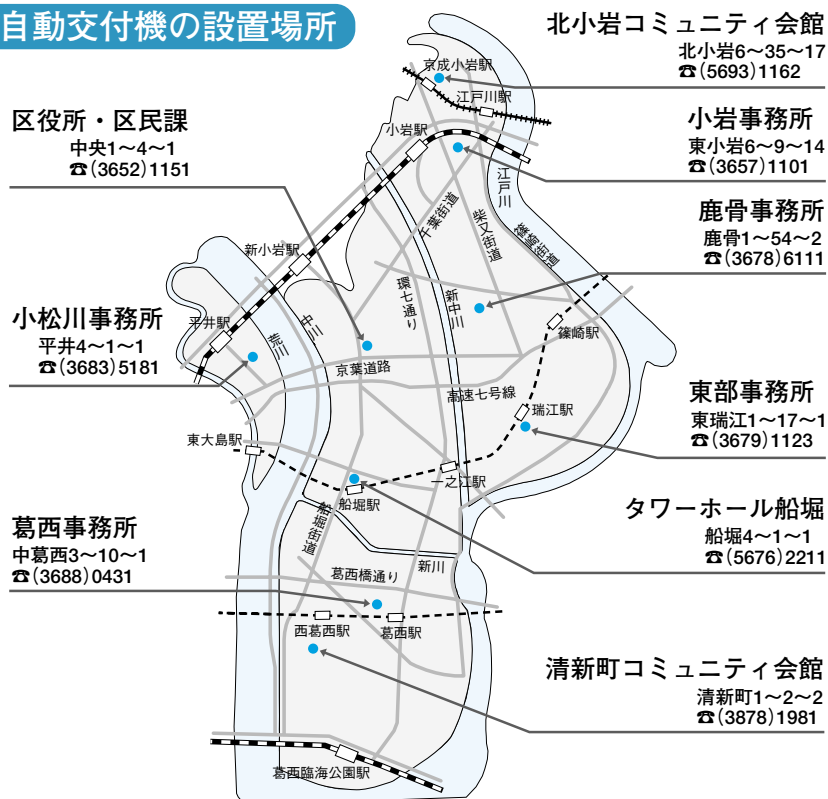 自動交付機の設置場所
北小岩コミュニティ会館
北小岩6〜35〜17
☎(5693)1162
小岩事務所
東小岩6〜9〜14
☎(3657)1101
鹿骨事務所
鹿骨1〜54〜2
☎(3678)6111
東部事務所
東瑞江1〜17〜1
☎(3679)1123
タワーホール船堀
船堀4〜1〜1
☎(5676)2211
清新町コミュニティ会館
清新町1〜2〜2
☎(3878)1981
区役所・区民課
中央1〜4〜1
☎(3652)1151
小松川事務所
平井4〜1〜1
☎(3683)5181
葛西事務所
中葛西3〜10〜1
☎(3688)0431
京成小岩駅
江戸川駅
小岩駅
江戸川
千葉街道
柴又街道
篠崎街道
新小岩駅
環七通り
新中川
平井駅
荒川
中川
京葉道路
篠崎駅
高速七号線
瑞江駅
東大島駅
一之江駅
船堀駅
船堀街道
新川
葛西橋通り
西葛西駅
葛西駅
葛西臨海公園駅